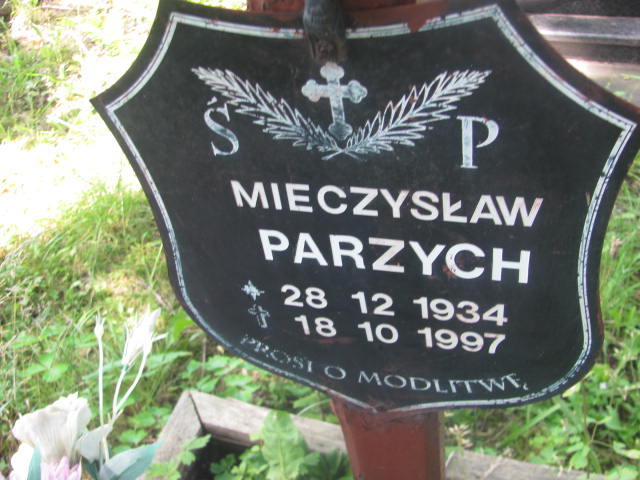 Ś P
MIECZYSŁAW
PARZYCH
28 12 1934
18 10 1997
PROSI O MODLITWĘ